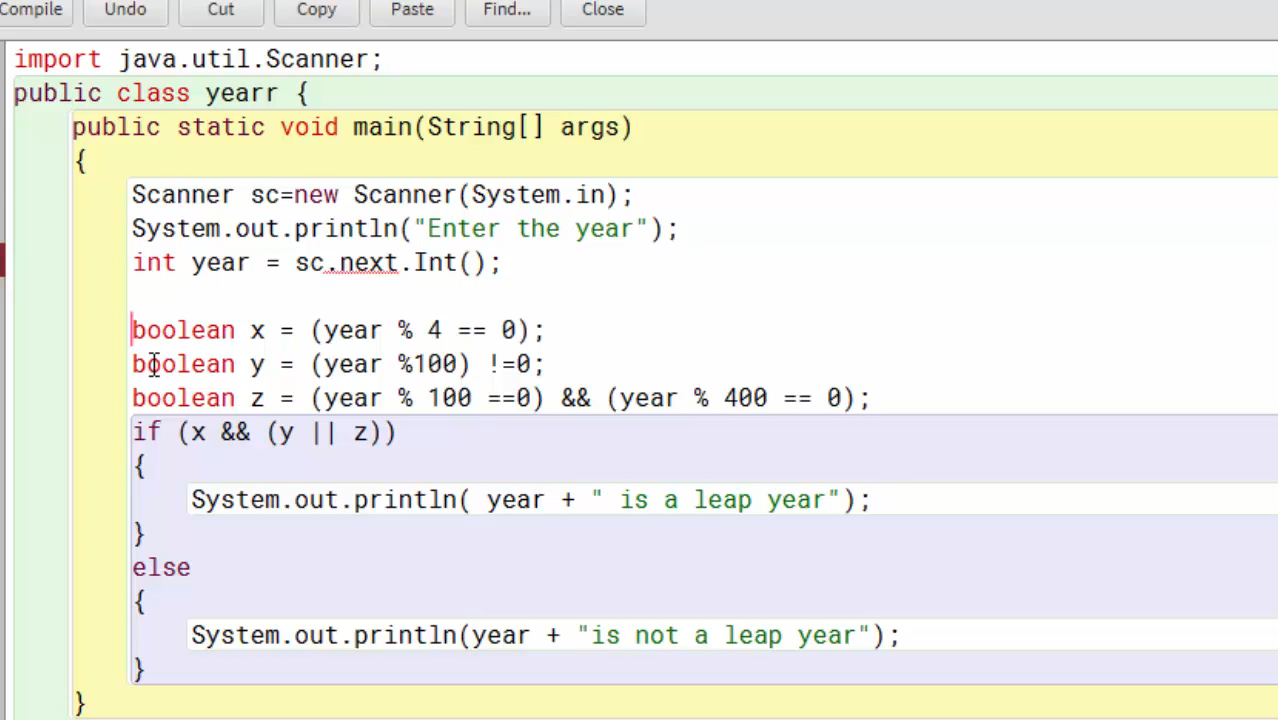 Compile Undo Cut Copy Paste Find... Close
import java.util.Scanner;
public class yearr {
public static void main(String[] args)
{
Scanner sc=new Scanner(System.in);
System.out.println("Enter the year");
int year = sc.next.Int();
boolean x = (year % 4 == 0);
boolean y = (year %100) !=0;
boolean z = (year % 100 ==0) && (year % 400 == 0);
if (x && (y || z))
{
System.out.println( year + " is a leap year");
}
else
{
System.out.println(year + "is not a leap year");
}
}